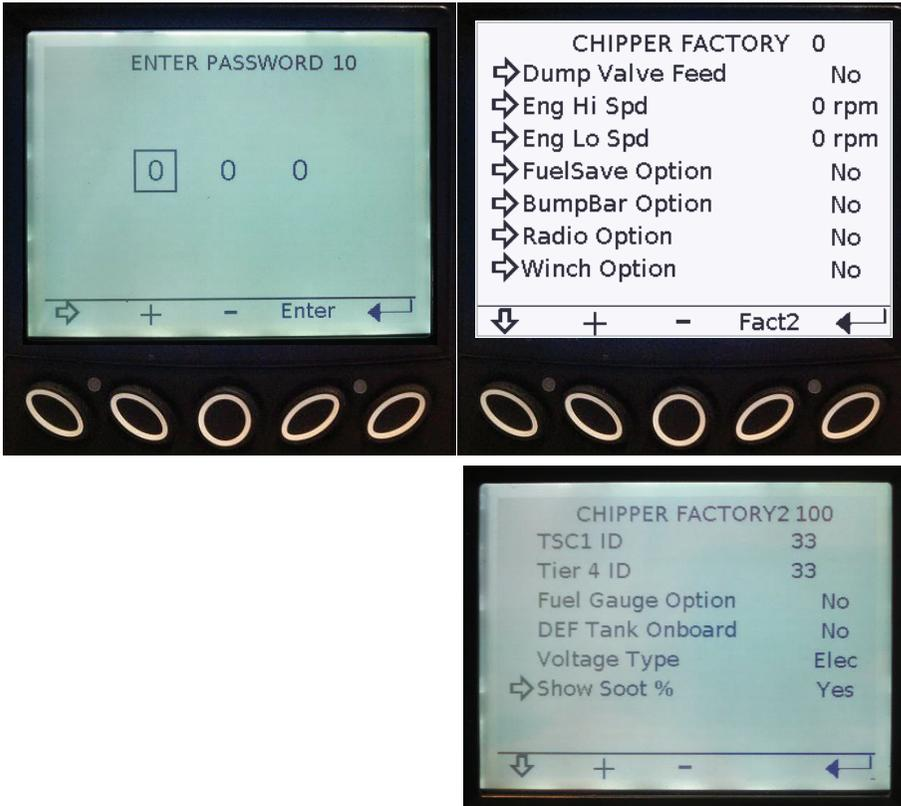 ENTER PASSWORD 10
0 0 0
+ - Enter
CHIPPER FACTORY 0
Dump Valve Feed No
Eng Hi Spd 0 rpm
Eng Lo Spd 0 rpm
FuelSave Option No
BumpBar Option No
Radio Option No
Winch Option No
+ - Fact2
CHIPPER FACTORY2 100
TSC1 ID 33
Tier 4 ID 33
Fuel Gauge Option No
DEF Tank Onboard No
Voltage Type Elec
Show Soot % Yes
+ -